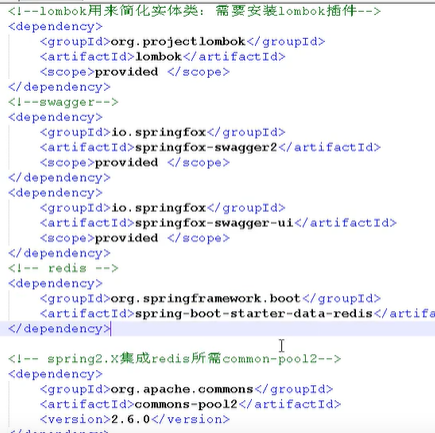 <!--lombok用来简化实体类：需要安装lombok插件-->
<dependency>
<groupId>org.projectlombok</groupId>
<artifactId>lombok</artifactId>
<scope>provided </scope>
</dependency>
<!--swagger-->
<dependency>
<groupId>io.springfox</groupId>
<artifactId>springfox-swagger2</artifactId>
<scope>provided </scope>
</dependency>
<dependency>
<groupId>io.springfox</groupId>
<artifactId>springfox-swagger-ui</artifactId>
<scope>provided </scope>
</dependency>
<!-- redis -->
<dependency>
<groupId>org.springframework.boot</groupId>
<artifactId>spring-boot-starter-data-redis</artifa
</dependency>
<!-- spring2.X集成redis所需common-pool2-->
<dependency>
<groupId>org.apache.commons</groupId>
<artifactId>commons-pool2</artifactId>
<version>2.6.0</version>
</dependency>